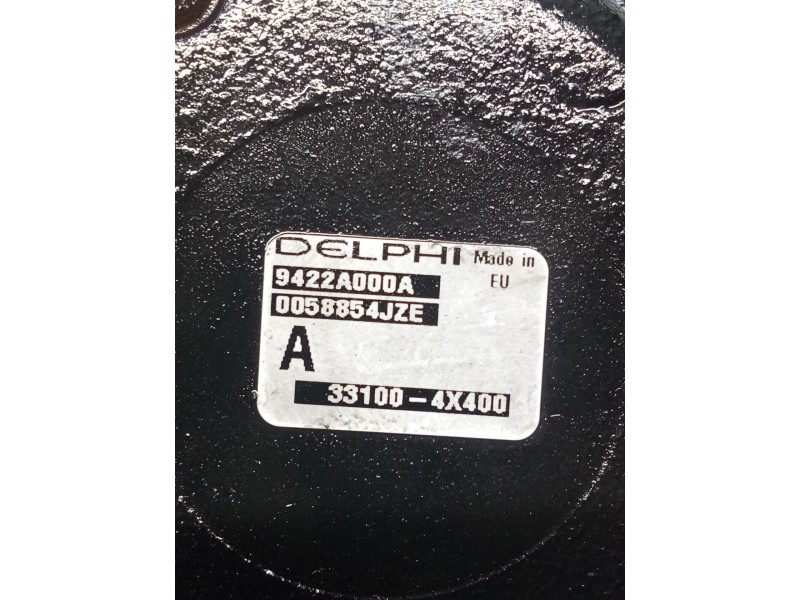 DELPHI Made in
9422A000A EU
0058854JZE
A
33100-4X400